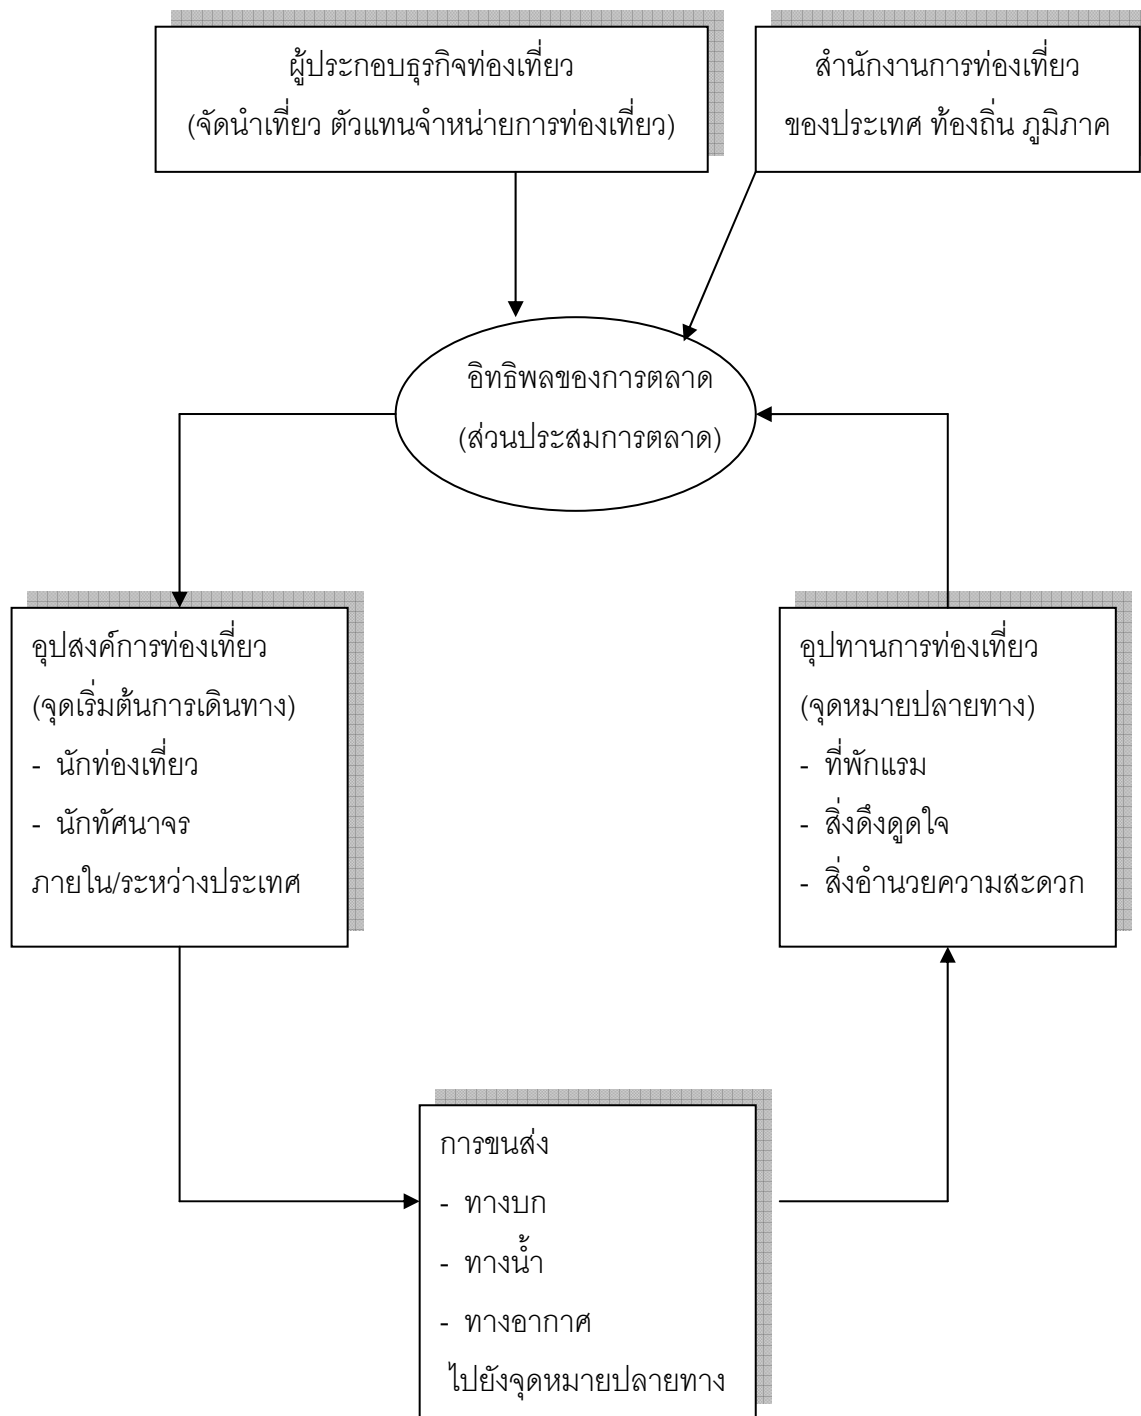 ผู้ประกอบธุรกิจท่องเที่ยว
(จัดนำเที่ยว ตัวแทนจำหน่ายการท่องเที่ยว)
สำนักงานการท่องเที่ยว
ของประเทศ ท้องถิ่น ภูมิภาค
อิทธิพลของการตลาด
(ส่วนประสมการตลาด)
อุปสงค์การท่องเที่ยว
(จุดเริ่มต้นการเดินทาง)
- นักท่องเที่ยว
- นักทัศนาจร
ภายใน/ระหว่างประเทศ
อุปทานการท่องเที่ยว
(จุดหมายปลายทาง)
- ที่พักแรม
- สิ่งดึงดูดใจ
- สิ่งอำนวยความสะดวก
การขนส่ง
- ทางบก
- ทางน้ำ
- ทางอากาศ
ไปยังจุดหมายปลายทาง